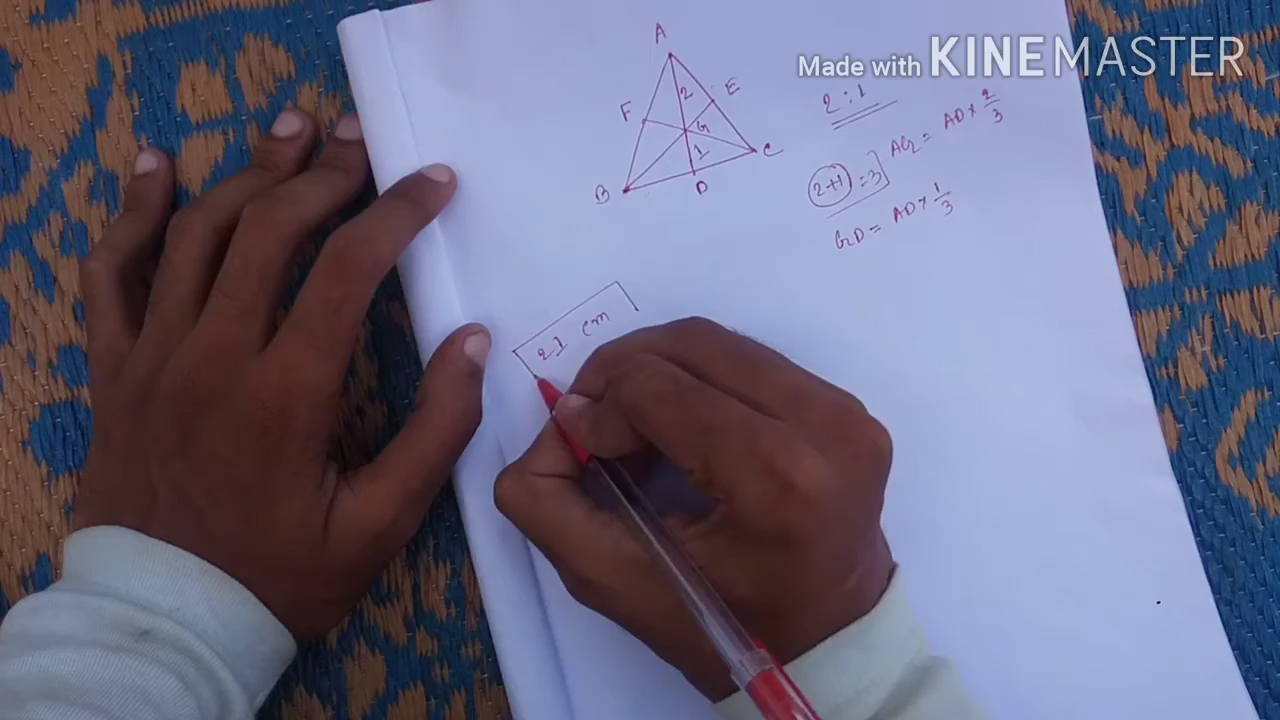 Made with KINEMASTER
A
F
E
2
G
1
B
D
C
2:1
(2+1) = 3] AG = AD × 2/3
GD = AD × 1/3
21 cm